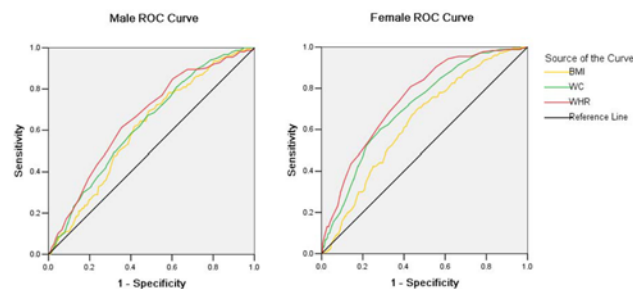 Male ROC Curve
Female ROC Curve
Source of the Curve
BMI
WC
WHR
Reference Line
Sensitivity
1.0
0.8
0.6
0.4
0.2
0.0
0.0 0.2 0.4 0.6 0.8 1.0
1 - Specificity
Sensitivity
1.0
0.8
0.6
0.4
0.2
0.0
0.0 0.2 0.4 0.6 0.8 1.0
1 - Specificity